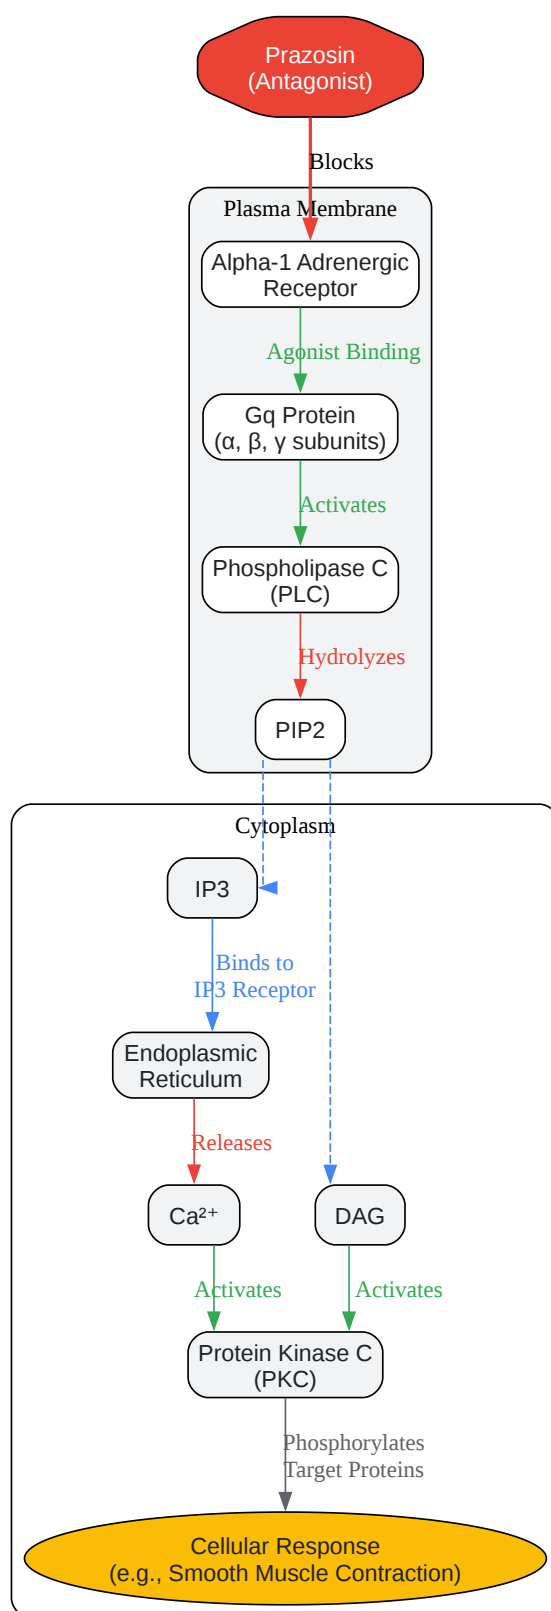 Prazosin
(Antagonist)
Blocks
Plasma Membrane
Alpha-1 Adrenergic
Receptor
Agonist Binding
Gq Protein
(α, β, γ subunits)
Activates
Phospholipase C
(PLC)
Hydrolyzes
PIP2
Cytoplasm
IP3
Binds to
IP3 Receptor
Endoplasmic
Reticulum
Releases
Ca²⁺
DAG
Activates
Activates
Protein Kinase C
(PKC)
Phosphorylates
Target Proteins
Cellular Response
(e.g., Smooth Muscle Contraction)